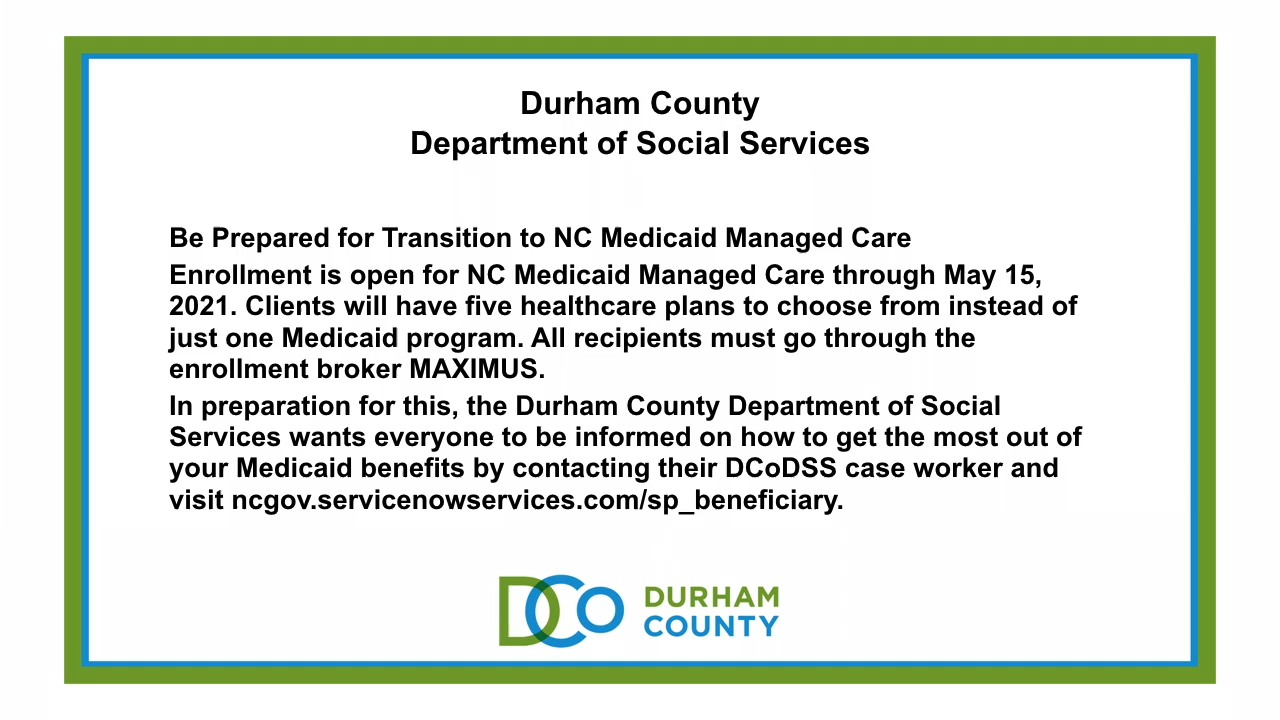 Durham County
Department of Social Services
Be Prepared for Transition to NC Medicaid Managed Care
Enrollment is open for NC Medicaid Managed Care through May 15,
2021. Clients will have five healthcare plans to choose from instead of
just one Medicaid program. All recipients must go through the
enrollment broker MAXIMUS.
In preparation for this, the Durham County Department of Social
Services wants everyone to be informed on how to get the most out of
your Medicaid benefits by contacting their DCoDSS case worker and
visit ncgov.servicenowservices.com/sp_beneficiary.
DCO DURHAM
COUNTY